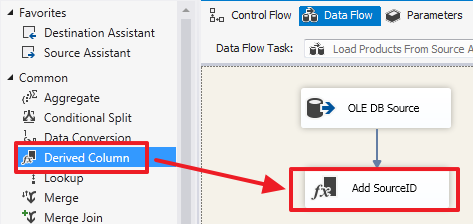 Favorites
Destination Assistant
Source Assistant
Common
Aggregate
Conditional Split
Data Conversion
Derived Column
Lookup
Merge
Merge Join
Control Flow
Data Flow
Parameters
Data Flow Task:
Load Products From Source A
OLE DB Source
Add SourceID